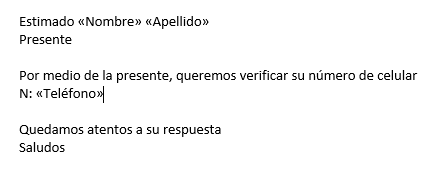 Estimado «Nombre» «Apellido»
Presente
Por medio de la presente, queremos verificar su número de celular
N: «Teléfono»
Quedamos atentos a su respuesta
Saludos